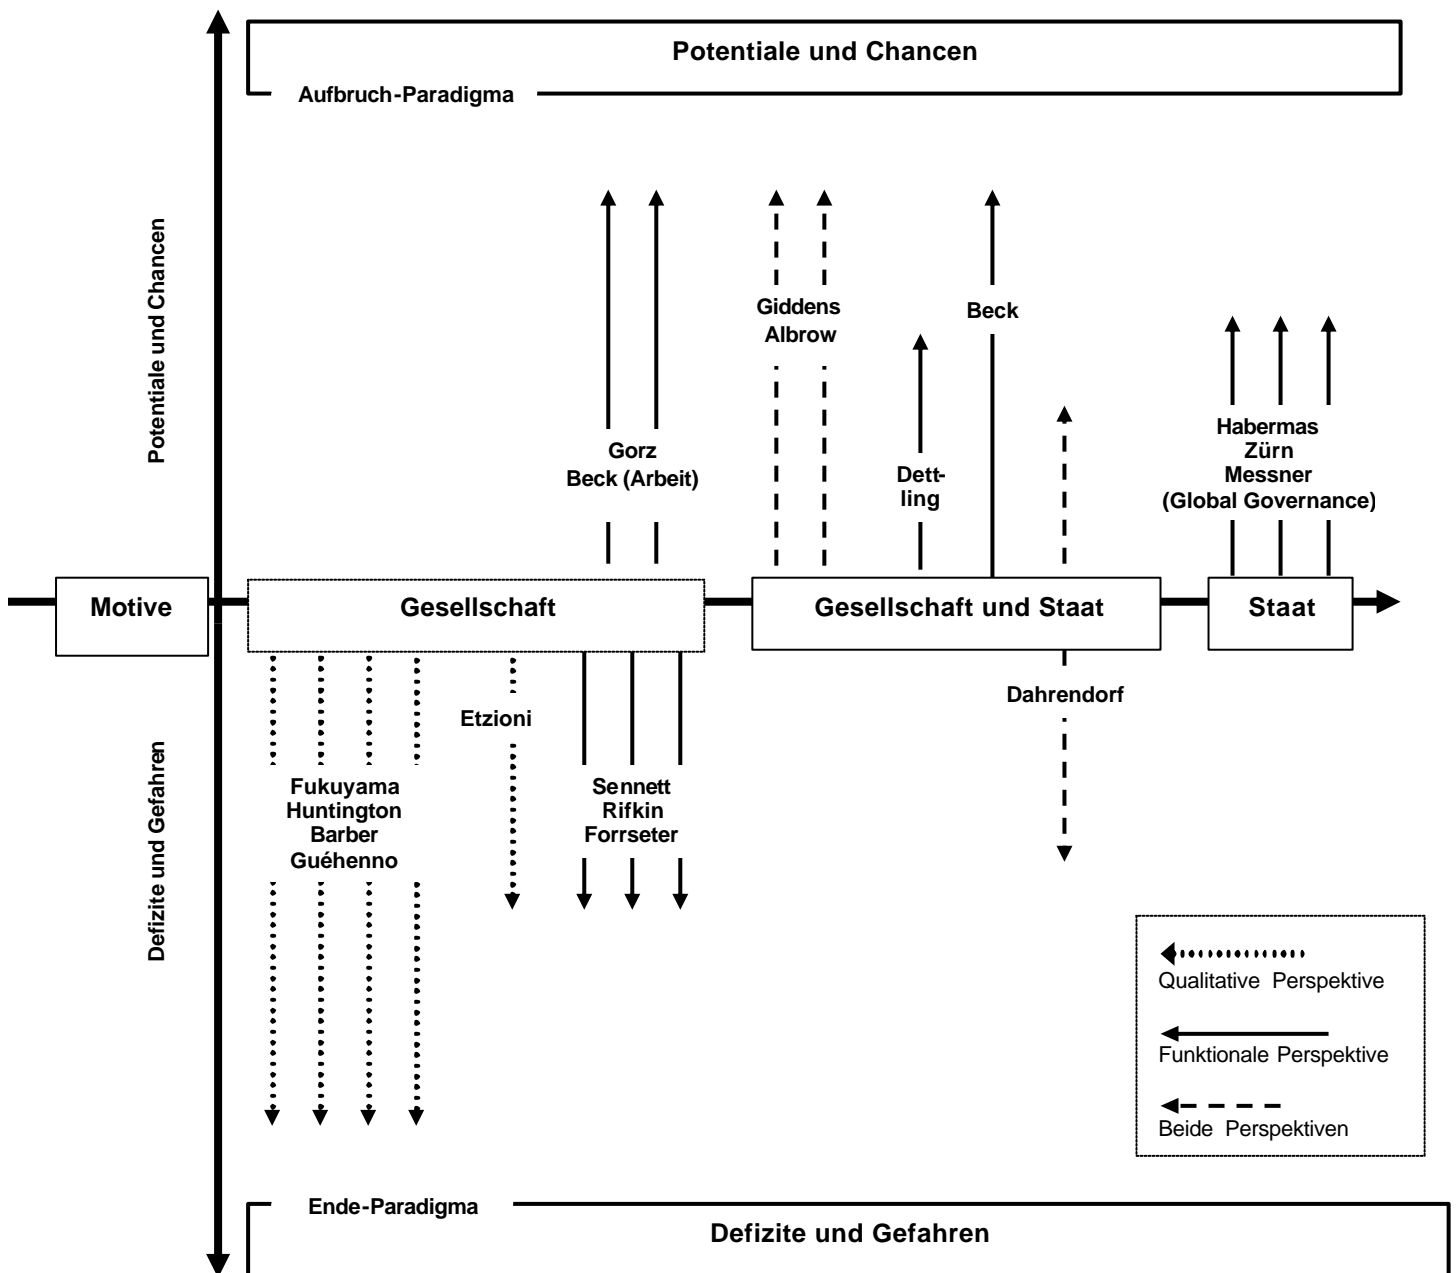 Potentiale und Chancen
Aufbruch-Paradigma
Potentiale und Chancen
Giddens
Albrow
Beck
Gorz
Beck (Arbeit)
Dett-
ling
Habermas
Zürn
Messner
(Global Governance)
Motive
Gesellschaft
Gesellschaft und Staat
Staat
Defizite und Gefahren
Etzioni
Dahrendorf
Fukuyama
Huntington
Barber
Guéhenno
Sennett
Rifkin
Forrseter
Qualitative Perspektive
Funktionale Perspektive
Beide Perspektiven
Ende-Paradigma
Defizite und Gefahren